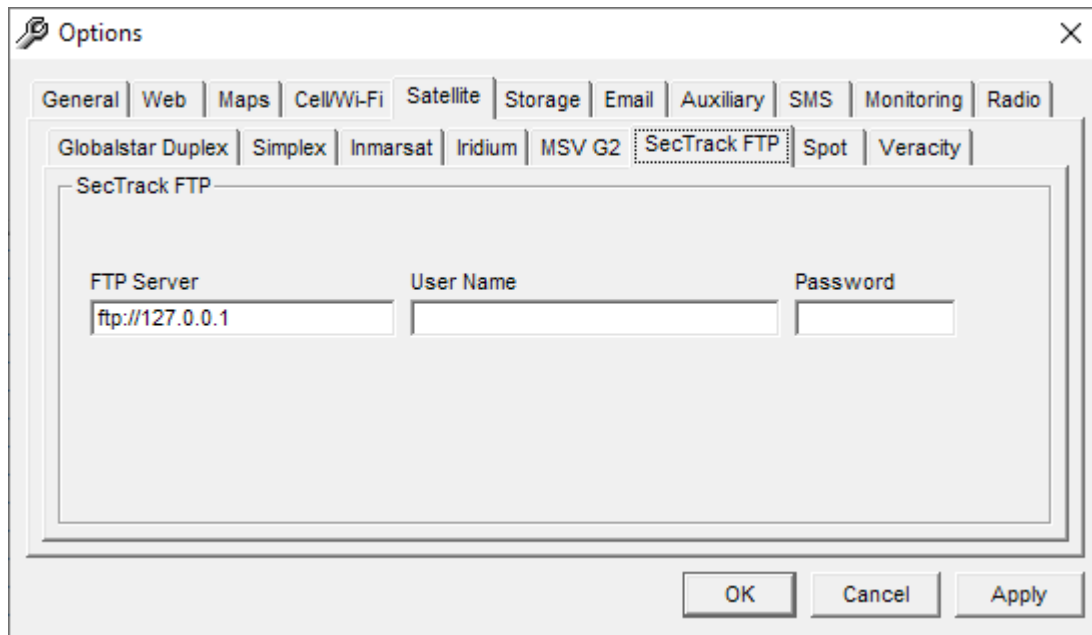 Options
General Web Maps Cell/Wi-Fi Satellite Storage Email Auxiliary SMS Monitoring Radio
Globalstar Duplex Simplex Inmarsat Iridium MSV G2 SecTrack FTP Spot Veracity
SecTrack FTP
FTP Server User Name Password
ftp://127.0.0.1
OK Cancel Apply